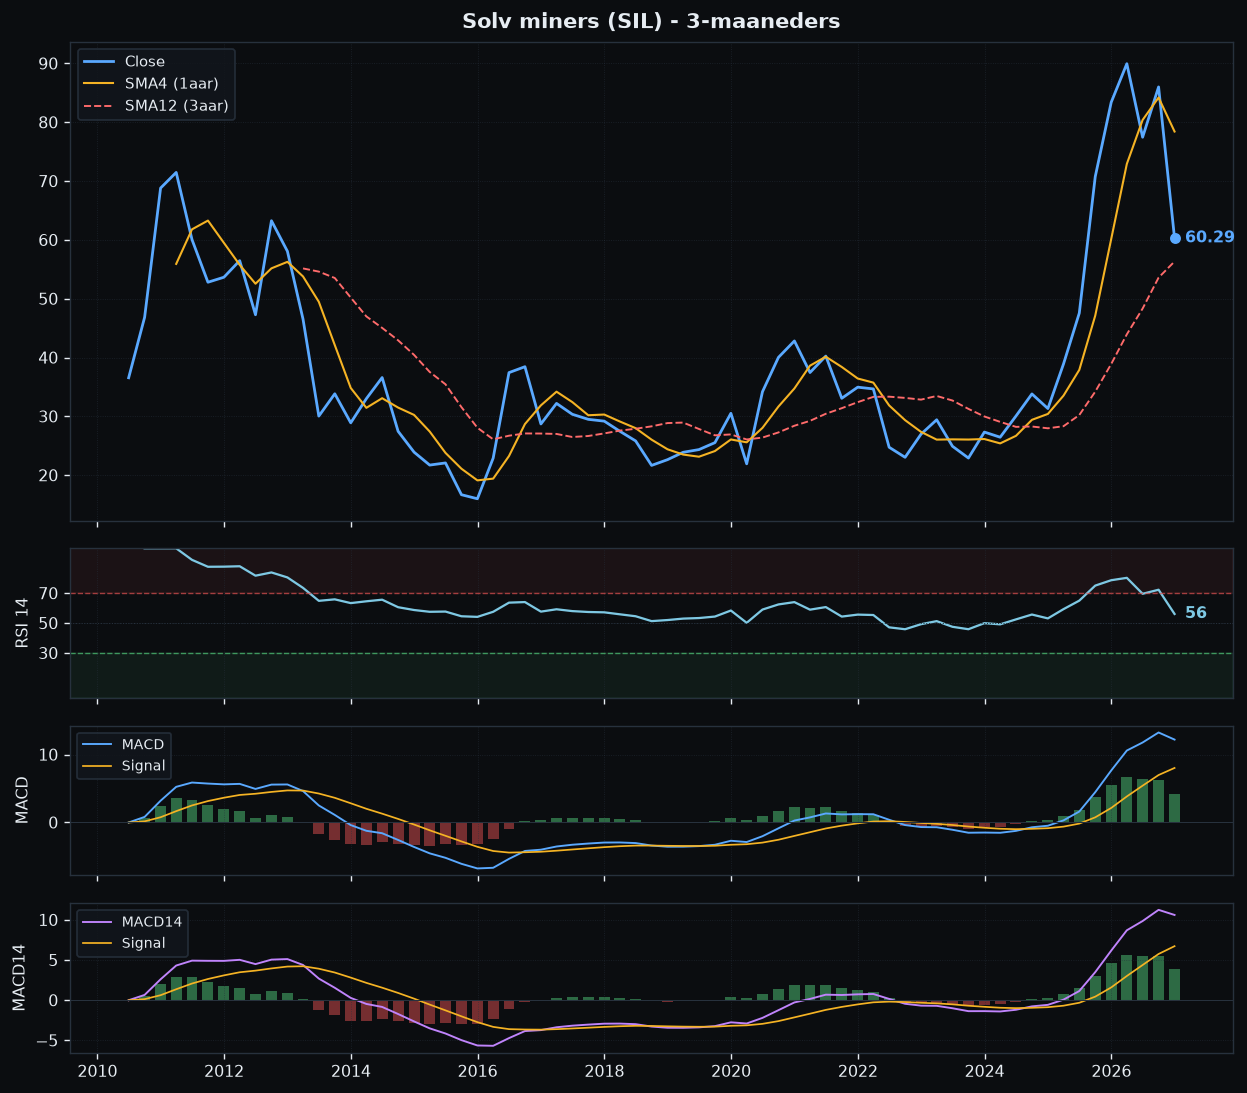 Solv miners (SIL) - 3-maaneders
Close
SMA4 (1aar)
SMA12 (3aar)
90
80
70
60
50
40
30
20
60.29
RSI 14
70
50
30
56
MACD
MACD
Signal
10
0
MACD14
MACD14
Signal
10
5
0
−5
2010
2012
2014
2016
2018
2020
2022
2024
2026